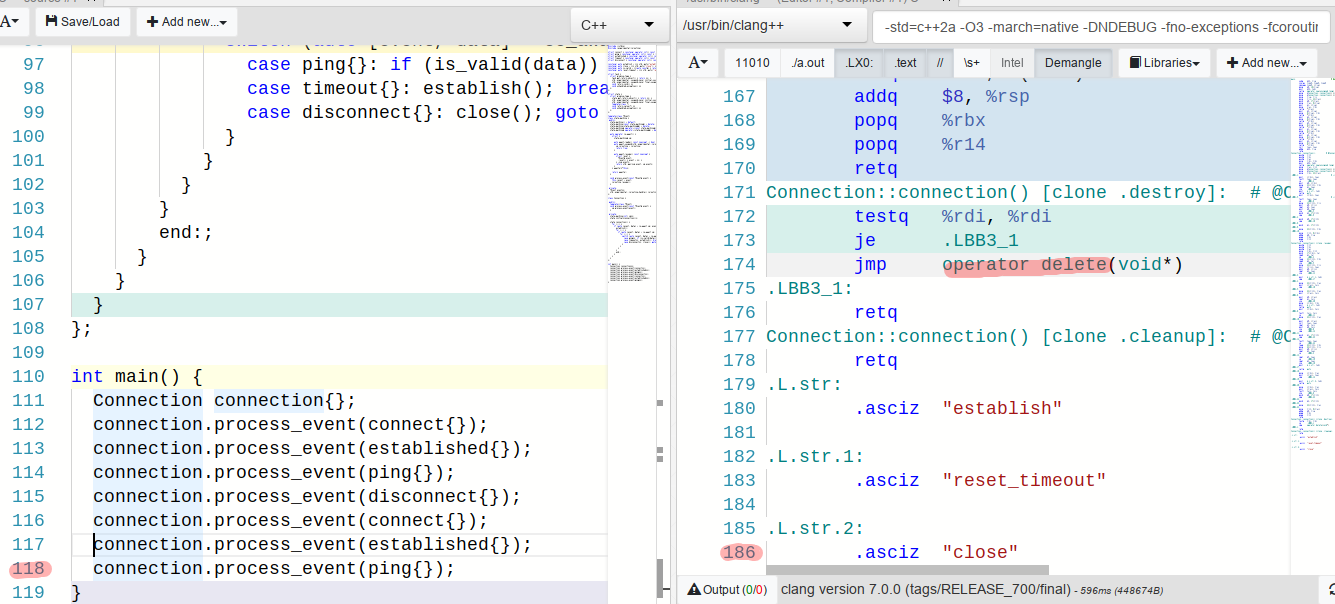 A▾ Save/Load + Add new...▾ C++
97 case ping{}: if (is_valid(data))
98 case timeout{}: establish(); brea
99 case disconnect{}: close(); goto
100 }
101 }
102 }
103 }
104 end:;
105 }
106 }
107 }
108 };
109
110 int main() {
111 Connection connection{};
112 connection.process_event(connect{});
113 connection.process_event(established{});
114 connection.process_event(ping{});
115 connection.process_event(disconnect{});
116 connection.process_event(connect{});
117 connection.process_event(established{});
118 connection.process_event(ping{});
119 }
/usr/bin/clang++ -std=c++2a -O3 -march=native -DNDEBUG -fno-exceptions -fcoroutin
A▾ 11010 ./a.out .LX0: .text // \s+ Intel Demangle Libraries▾ + Add new...▾
167 addq $8, %rsp
168 popq %rbx
169 popq %r14
170 retq
171 Connection::connection() [clone .destroy]: # @C
172 testq %rdi, %rdi
173 je .LBB3_1
174 jmp operator delete(void*)
175 .LBB3_1:
176 retq
177 Connection::connection() [clone .cleanup]: # @C
178 retq
179 .L.str:
180 .asciz "establish"
181
182 .L.str.1:
183 .asciz "reset_timeout"
184
185 .L.str.2:
186 .asciz "close"
Output (0/0) clang version 7.0.0 (tags/RELEASE_700/final) - 596ms (448674B)